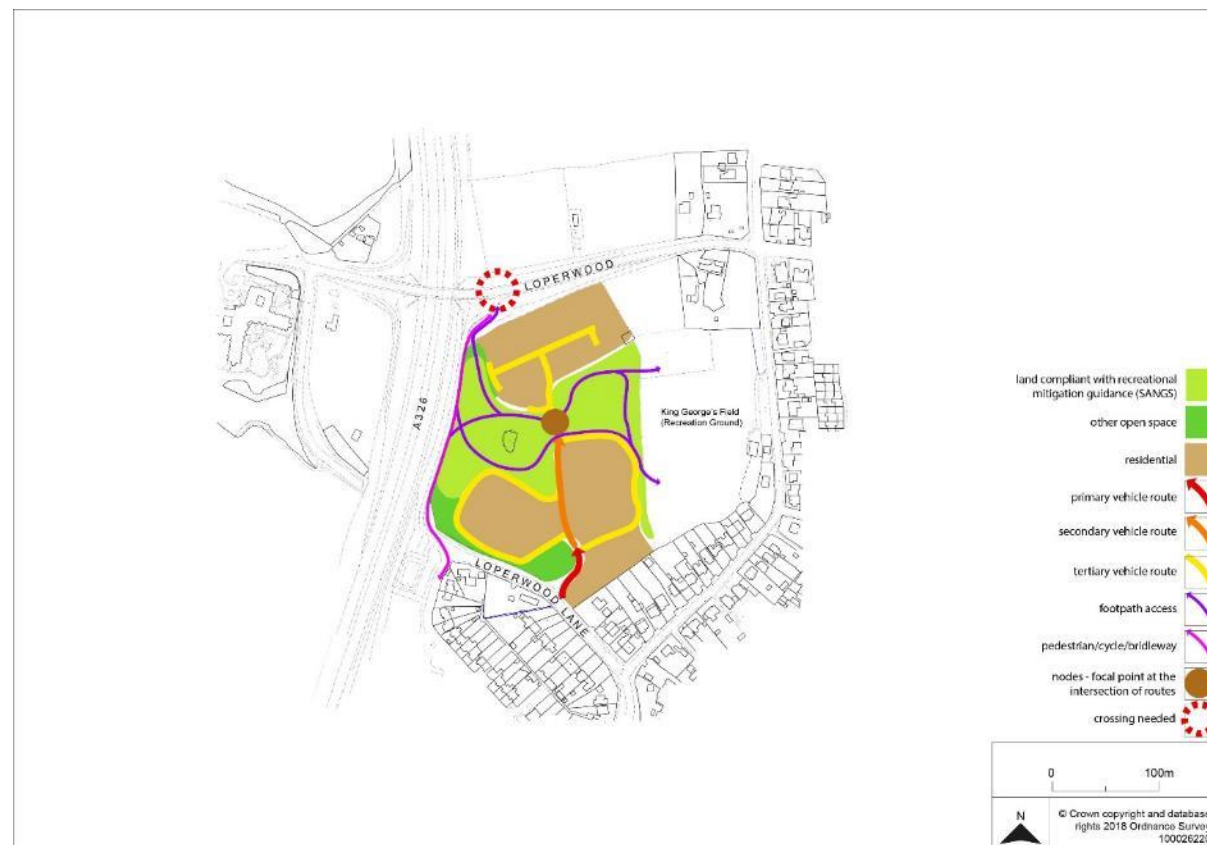 LOPERWOOD
A326
King George's Field
(Recreation Ground)
LOPERWOOD LANE
land compliant with recreational
mitigation guidance (SANGS)
other open space
residential
primary vehicle route
secondary vehicle route
tertiary vehicle route
footpath access
pedestrian/cycle/bridleway
nodes - focal point at the
intersection of routes
crossing needed
0 100m
N
© Crown copyright and database
rights 2018 Ordnance Survey
100026220